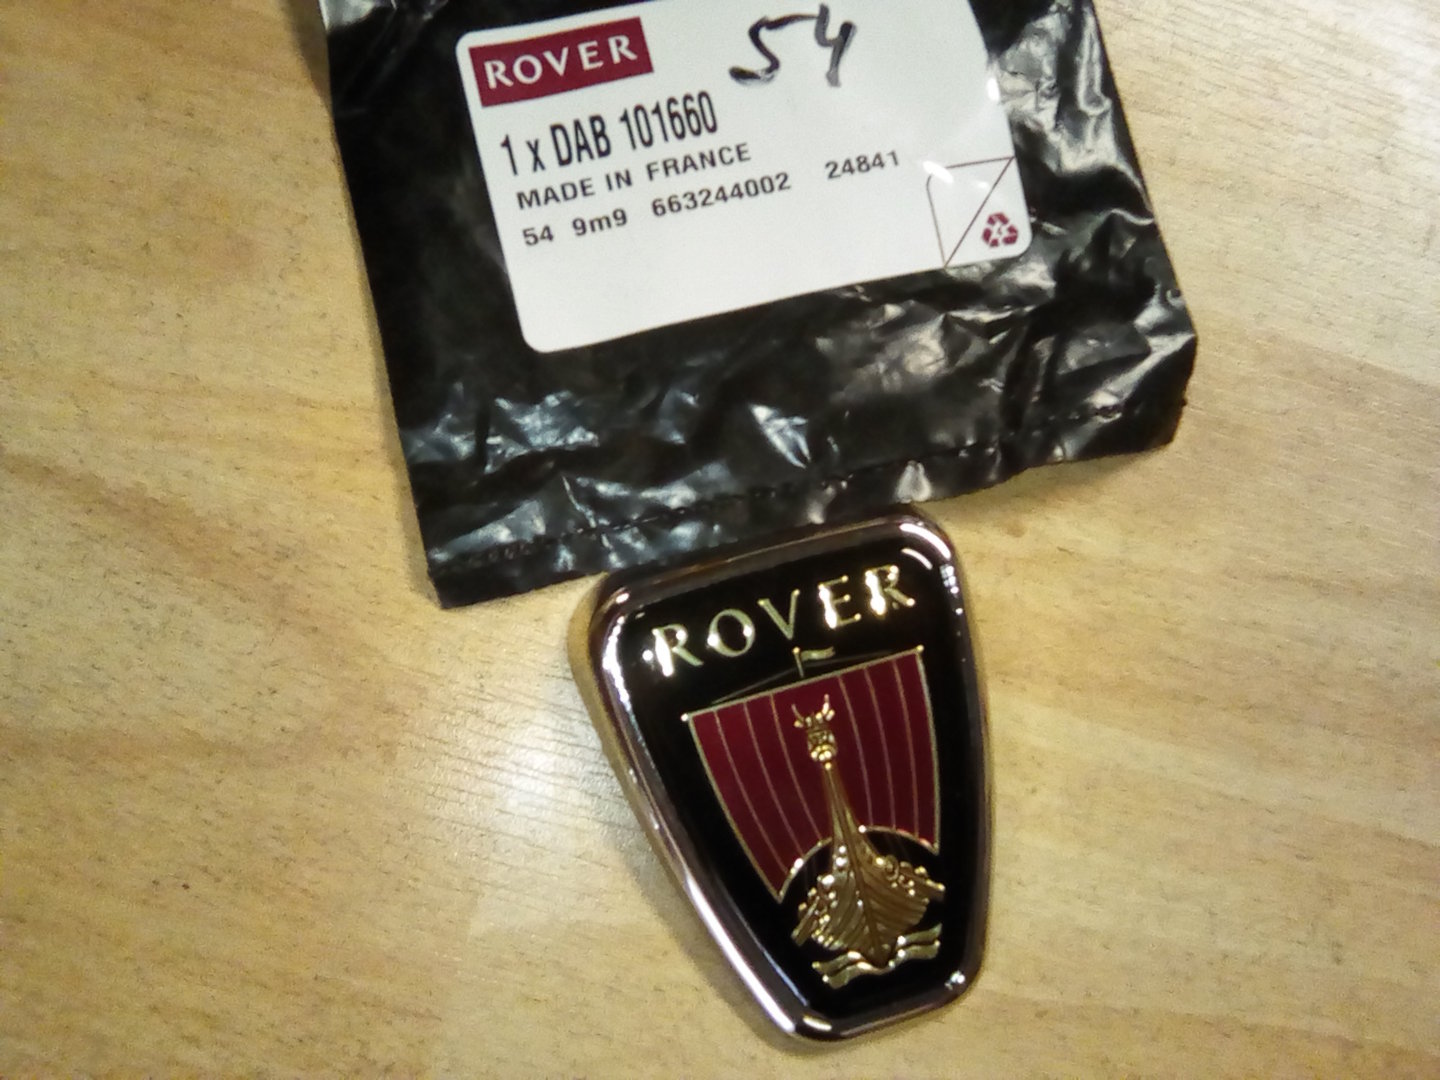 ROVER
54
1 x DAB 101660
MADE IN FRANCE
54 9m9 663244002 24841
ROVER